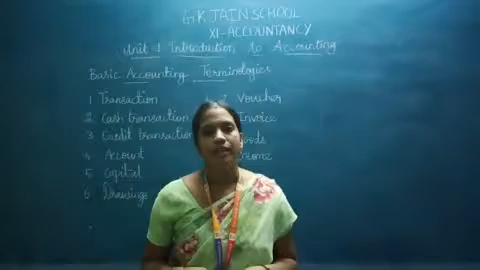 G.K JAIN SCHOOL
XI-ACCOUNTANCY
Unit 1 Introduction to Accounting
Basic Accounting Terminologies
1 Transaction
2 Cash transaction
3 Credit transaction
4 Account
5 Capital
6 Drawings
7 Voucher
Invoice